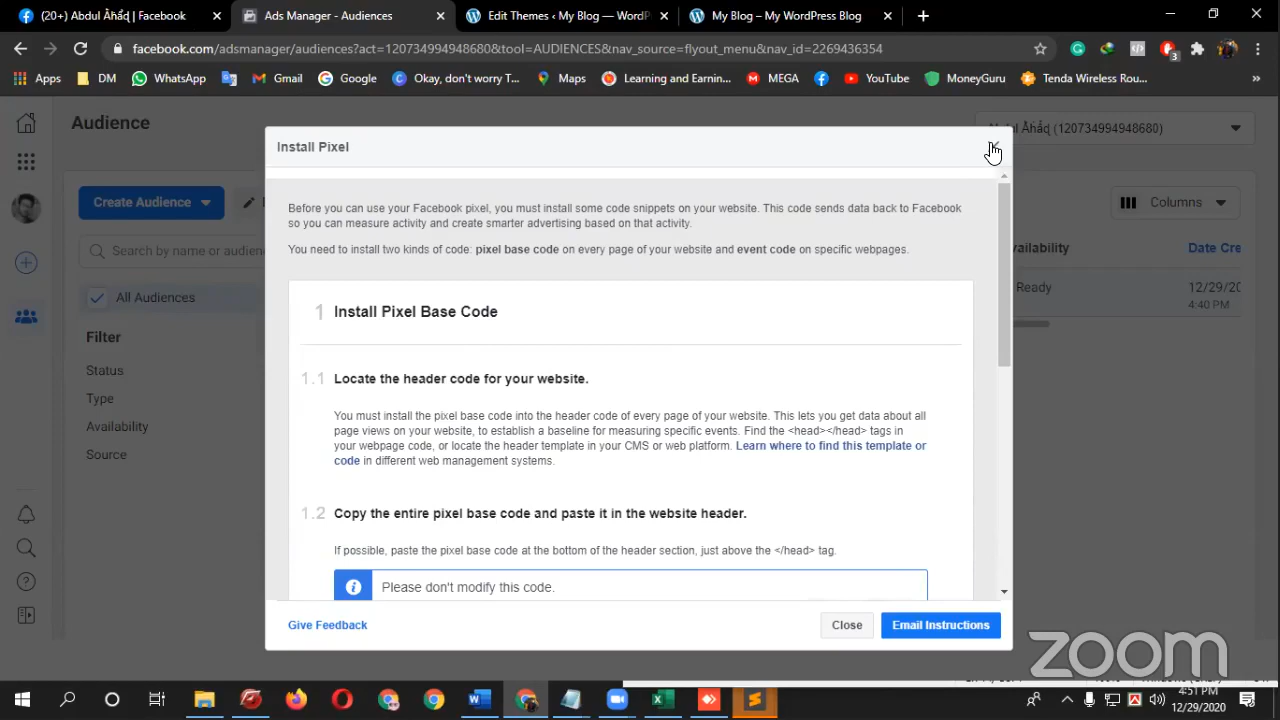 (20+) Abdul Åhąď | Facebook
Ads Manager - Audiences
Edit Themes ‹ My Blog — WordP
My Blog – My WordPress Blog
facebook.com/adsmanager/audiences?act=120734994948680&tool=AUDIENCES&nav_source=flyout_menu&nav_id=2269436354
3
Apps
DM
WhatsApp
Gmail
Google
Okay, don't worry T...
Maps
Learning and Earnin...
MEGA
YouTube
MoneyGuru
Tenda Wireless Rou...
»
Audience
(120734994948680)
Install Pixel
Create Audience
Columns
Search by name or audien
Before you can use your Facebook pixel, you must install some code snippets on your website. This code sends data back to Facebook
so you can measure activity and create smarter advertising based on that activity.
You need to install two kinds of code: pixel base code on every page of your website and event code on specific webpages.
vailability
Date Cre
All Audiences
Ready
12/29/20
4:40 PM
1 Install Pixel Base Code
Filter
Status
Type
Availability
Source
1.1 Locate the header code for your website.
You must install the pixel base code into the header code of every page of your website. This lets you get data about all
page views on your website, to establish a baseline for measuring specific events. Find the <head></head> tags in
your webpage code, or locate the header template in your CMS or web platform. Learn where to find this template or
code in different web management systems.
1.2 Copy the entire pixel base code and paste it in the website header.
If possible, paste the pixel base code at the bottom of the header section, just above the </head> tag.
Please don't modify this code.
Give Feedback
Close
Email Instructions
zoom
4:51 PM
12/29/2020